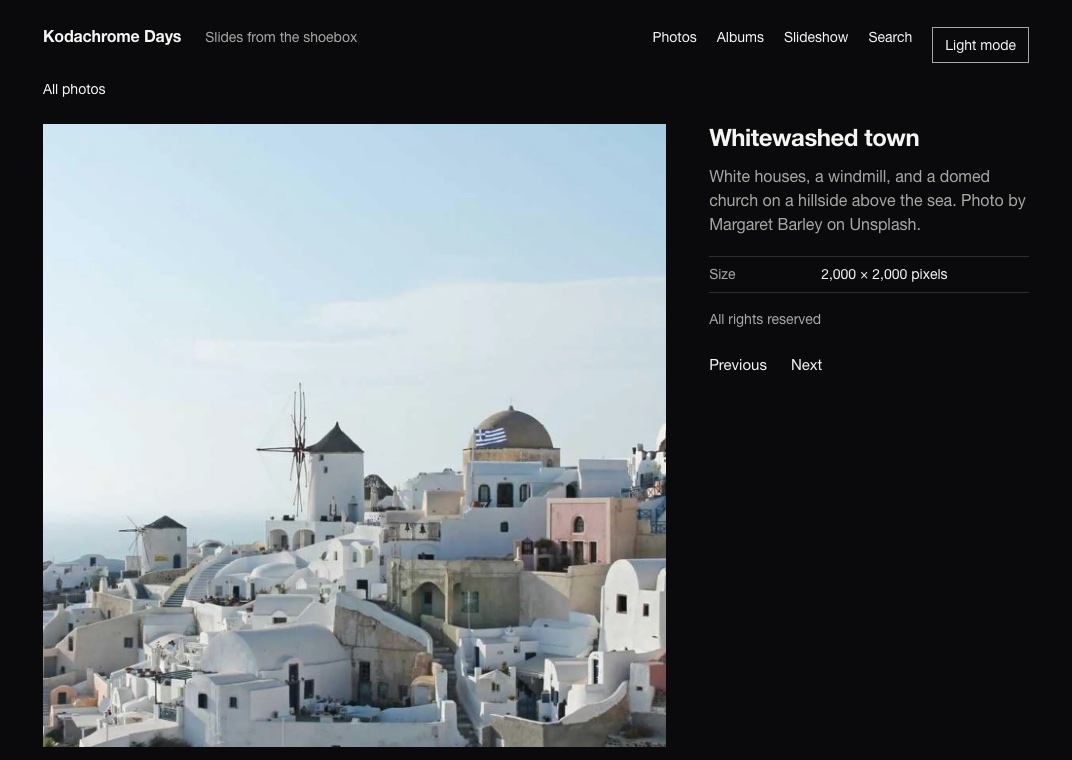 Kodachrome Days
Slides from the shoebox
Photos
Albums
Slideshow
Search
Light mode
All photos
Whitewashed town
White houses, a windmill, and a domed
church on a hillside above the sea. Photo by
Margaret Barley on Unsplash.
Size
2,000 × 2,000 pixels
All rights reserved
Previous
Next